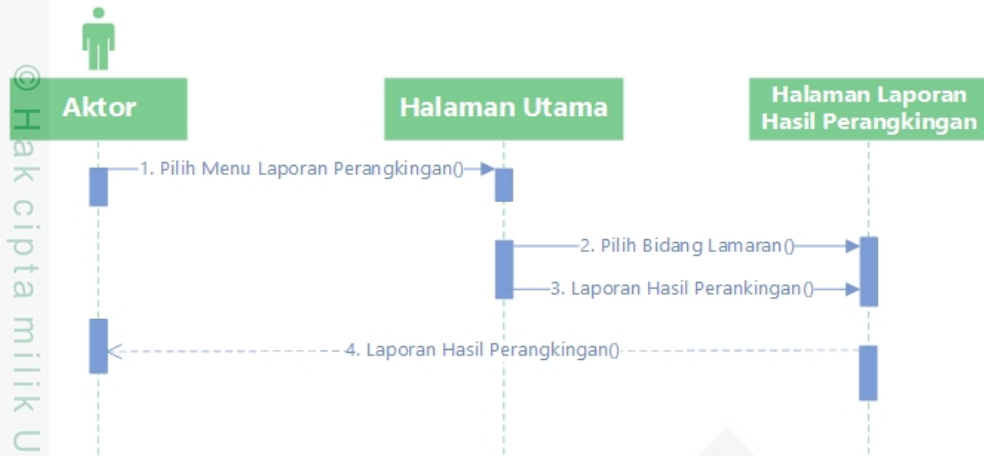 © Hak cipta milik U
Aktor
Halaman Utama
Halaman Laporan
Hasil Perangkingan
1. Pilih Menu Laporan Perangkingan()
2. Pilih Bidang Lamaran()
3. Laporan Hasil Perankingan()
4. Laporan Hasil Perangkingan()